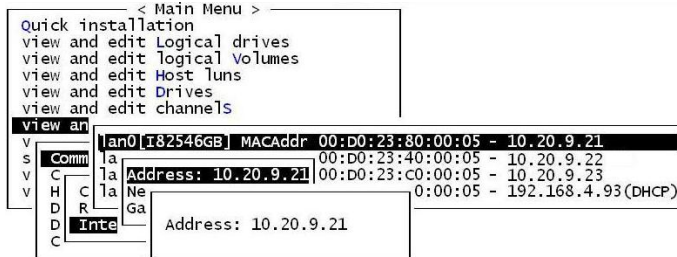 < Main Menu >
Quick installation
view and edit Logical drives
view and edit logical Volumes
view and edit Host luns
view and edit Drives
view and edit channelS
view an
lan0[I82546GB] MACAddr 00:D0:23:80:00:05 - 10.20.9.21
v
s Comm la 00:D0:23:40:00:05 - 10.20.9.22
v C la Address: 10.20.9.21 00:D0:23:C0:00:05 - 10.20.9.23
v H C la Ne 0:00:05 - 192.168.4.93(DHCP)
D R Ga
D Inte Address: 10.20.9.21
C